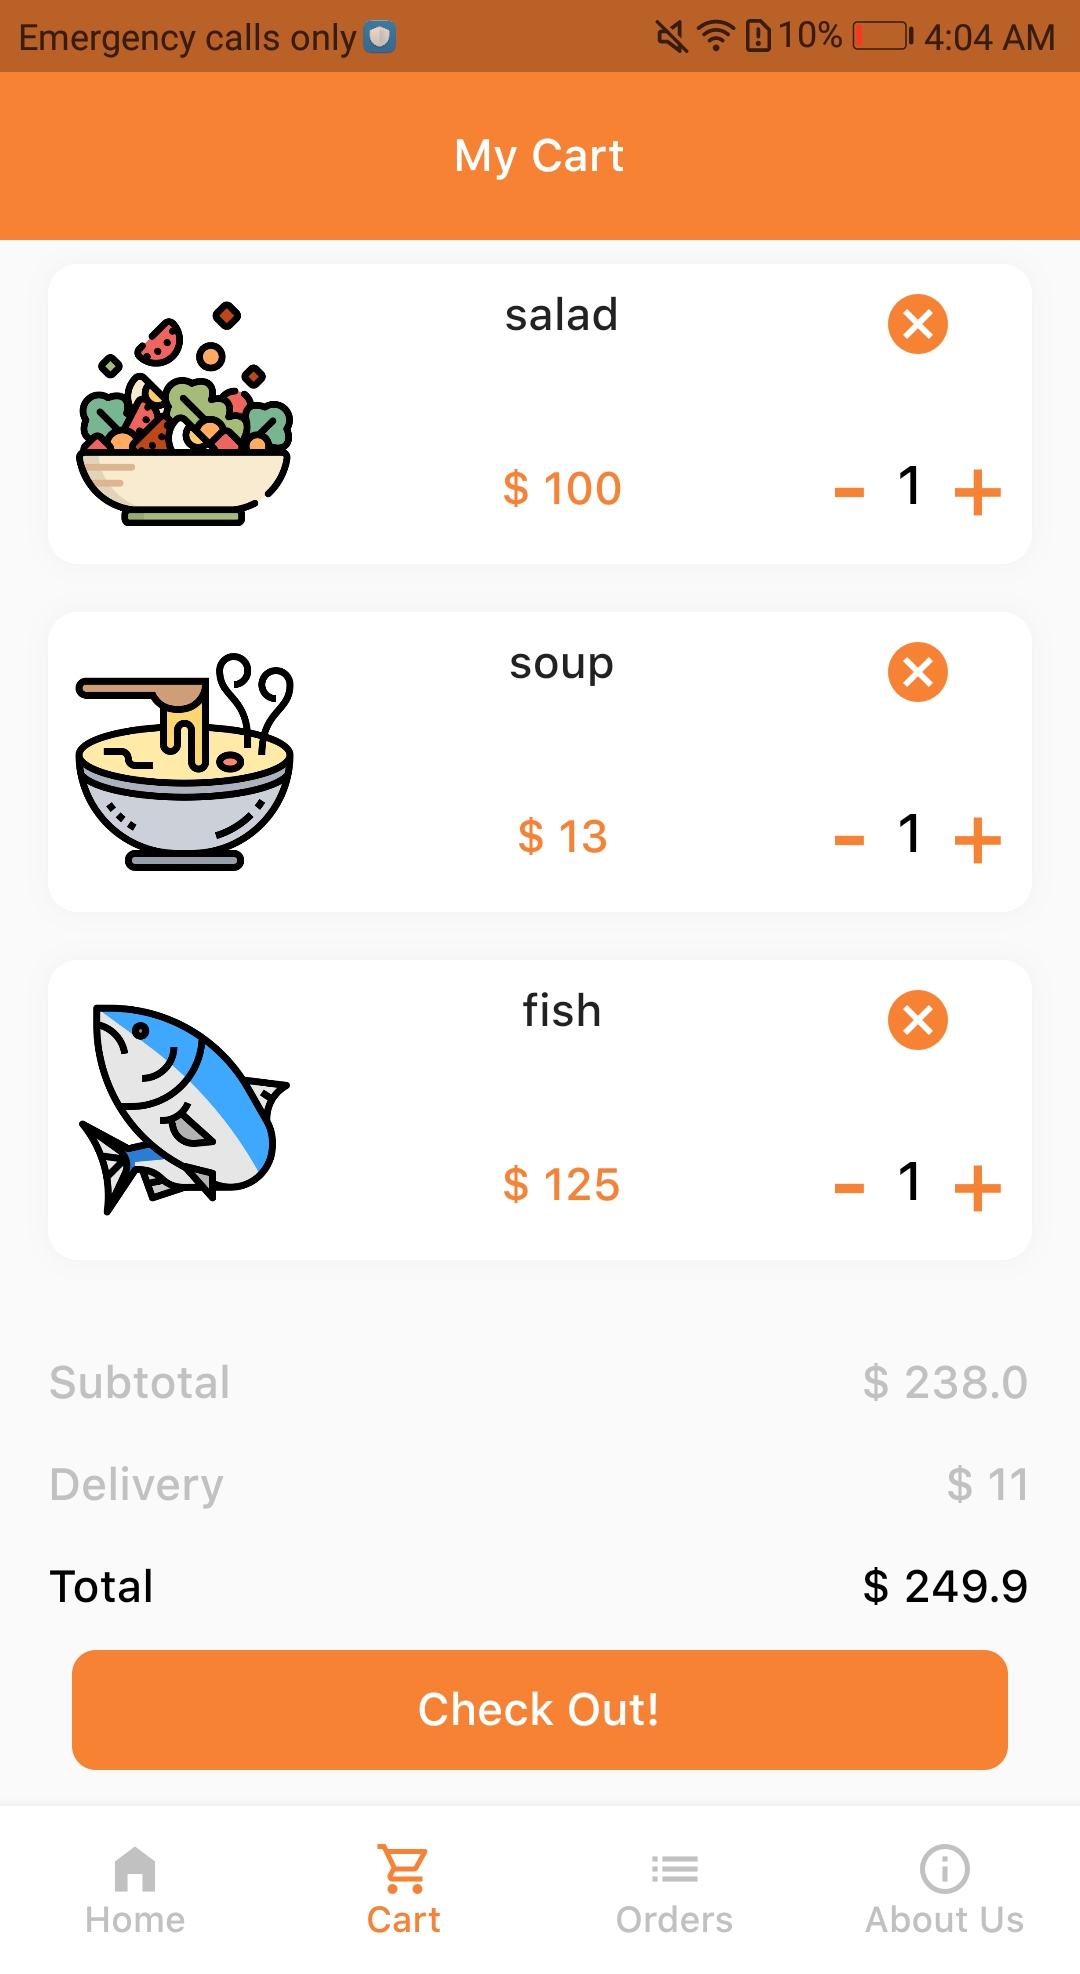 Emergency calls only 10% 4:04 AM
My Cart
salad
$ 100 - 1 +
soup
$ 13 - 1 +
fish
$ 125 - 1 +
Subtotal $ 238.0
Delivery $ 11
Total $ 249.9
Check Out!
Home Cart Orders About Us